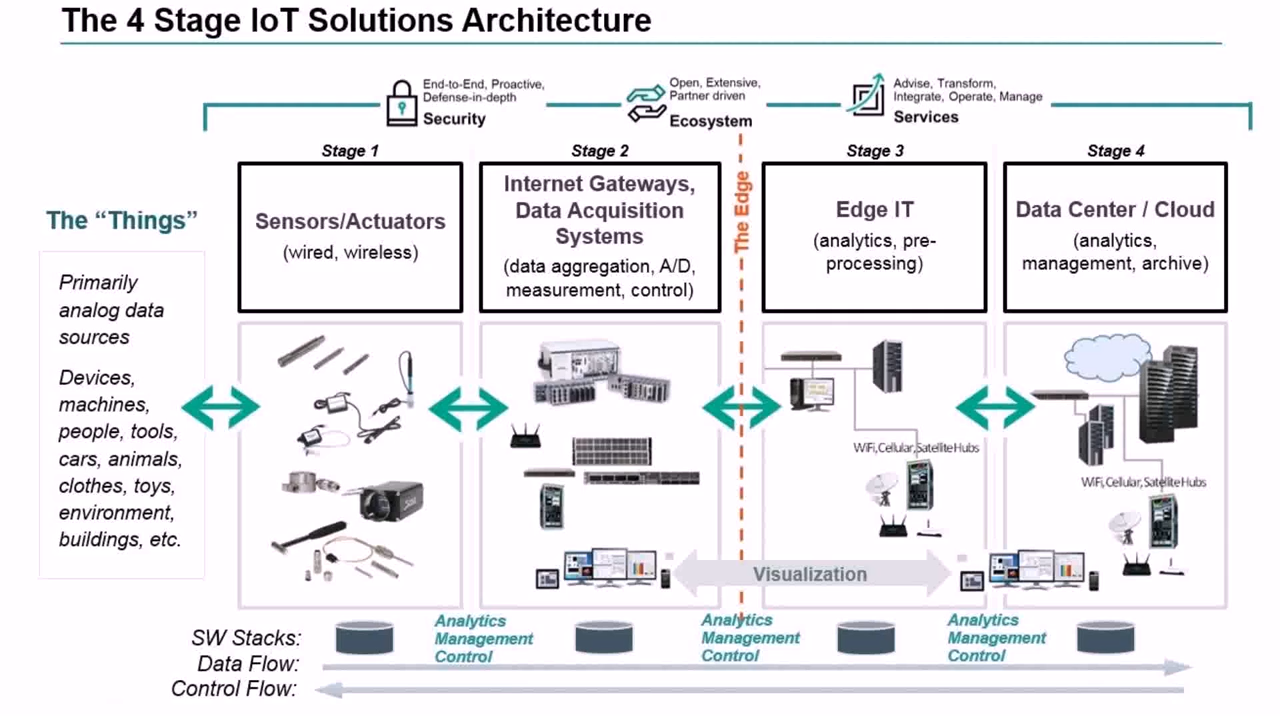 The 4 Stage IoT Solutions Architecture
End-to-End, Proactive,
Defense-in-depth
Security
Open, Extensive,
Partner driven
Ecosystem
Advise, Transform,
Integrate, Operate, Manage
Services
Stage 1
Stage 2
Stage 3
Stage 4
The “Things”
Primarily
analog data
sources
Devices,
machines,
people, tools,
cars, animals,
clothes, toys,
environment,
buildings, etc.
Sensors/Actuators
(wired, wireless)
Internet Gateways,
Data Acquisition
Systems
(data aggregation, A/D,
measurement, control)
The Edge
Edge IT
(analytics, pre-
processing)
Data Center / Cloud
(analytics,
management, archive)
WiFi, Cellular, Satellite Hubs
WiFi, Cellular, Satellite Hubs
Visualization
SW Stacks:
Analytics
Management
Control
Analytics
Management
Control
Analytics
Management
Control
Data Flow:
Control Flow: